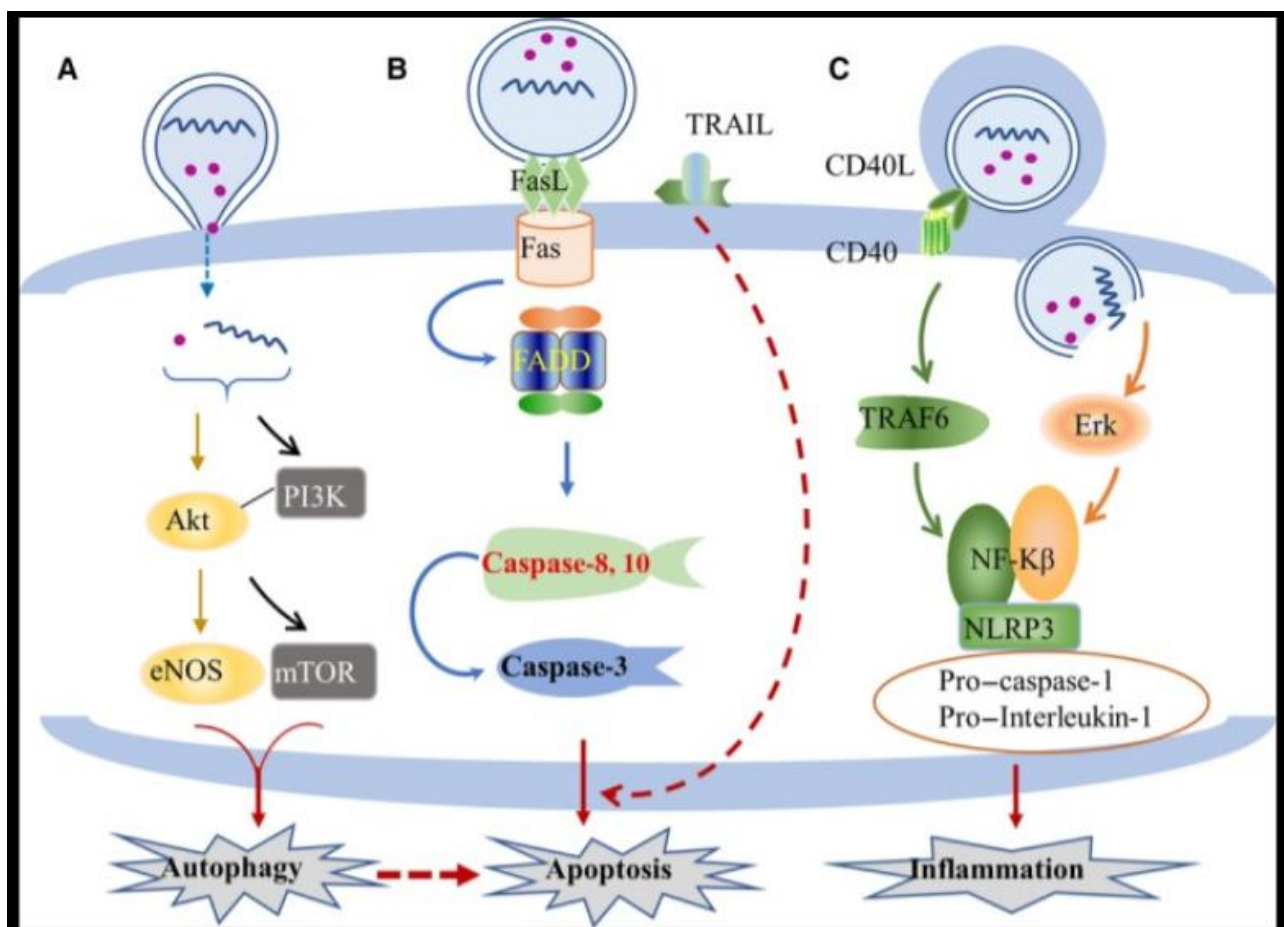 A
B
C
TRAIL
CD40L
FasL
Fas
CD40
FADD
TRAF6
Erk
PI3K
Akt
Caspase-8, 10
NF-Kβ
NLRP3
eNOS
mTOR
Caspase-3
Pro–caspase-1
Pro–Interleukin-1
Autophagy
Apoptosis
Inflammation